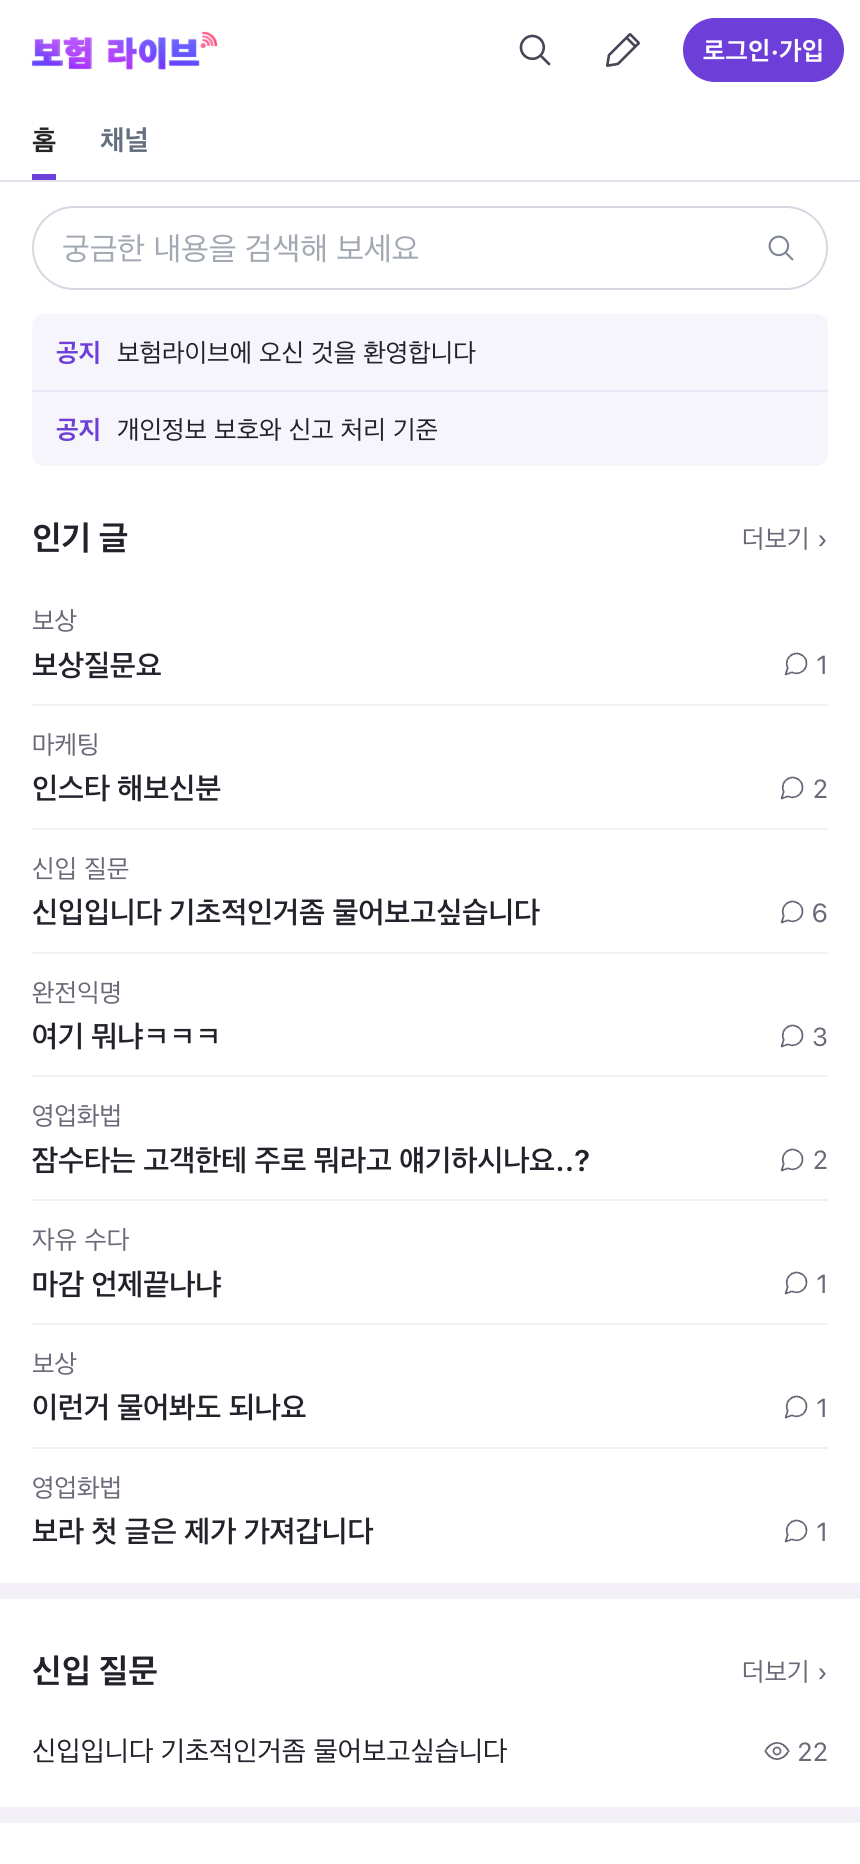 보험 라이브
로그인·가입
홈 채널
궁금한 내용을 검색해 보세요
공지 보험라이브에 오신 것을 환영합니다
공지 개인정보 보호와 신고 처리 기준
인기 글
더보기 ›
보상
보상질문요
1
마케팅
인스타 해보신분
2
신입 질문
신입입니다 기초적인거좀 물어보고싶습니다
6
완전익명
여기 뭐냐ㅋㅋㅋ
3
영업화법
잠수타는 고객한테 주로 뭐라고 얘기하시나요..?
2
자유 수다
마감 언제끝나냐
1
보상
이런거 물어봐도 되나요
1
영업화법
보라 첫 글은 제가 가져갑니다
1
신입 질문
더보기 ›
신입입니다 기초적인거좀 물어보고싶습니다
22